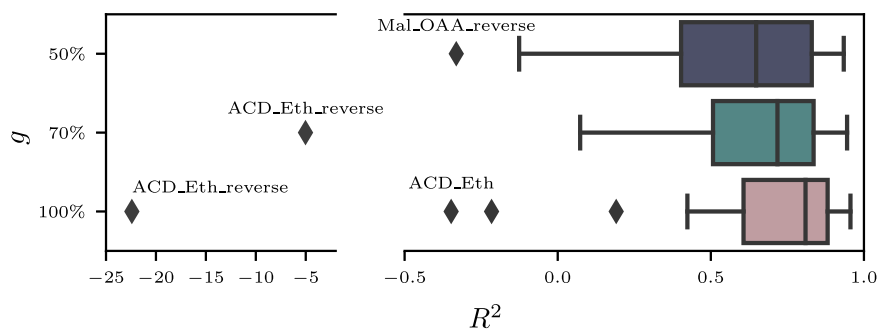 Mal_OAA_reverse
50%
ACD_Eth_reverse
70%
g
ACD_Eth_reverse
ACD_Eth
100%
−25 −20 −15 −10 −5 −0.5 0.0 0.5 1.0
R²